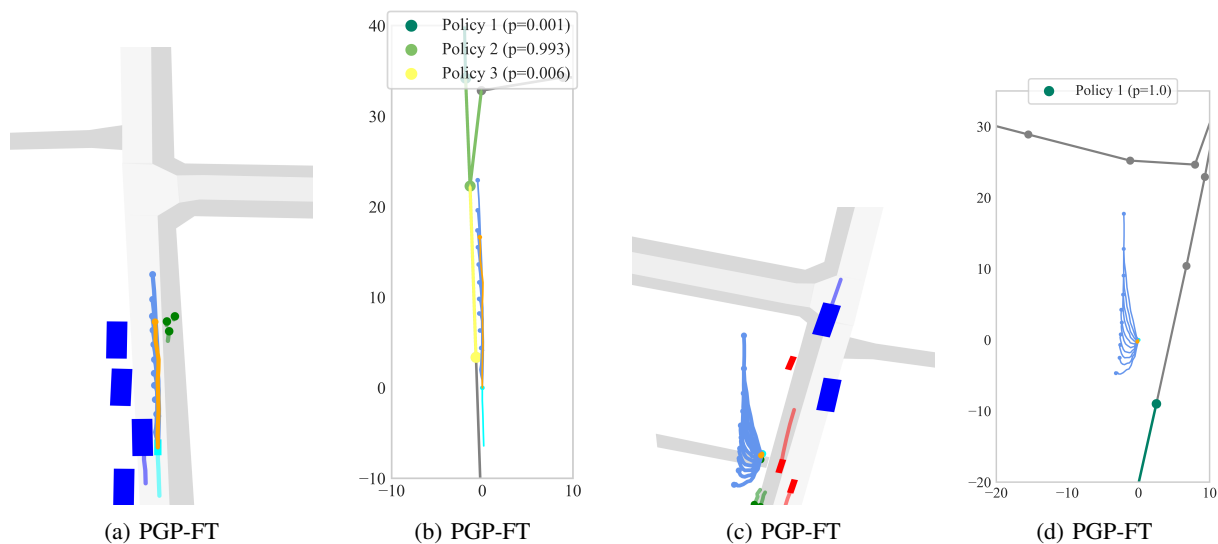 Policy 1 (p=0.001)
Policy 2 (p=0.993)
Policy 3 (p=0.006)
40
30
20
10
0
−10
−10
0
10
Policy 1 (p=1.0)
30
20
10
0
−10
−20
−20
−10
0
10
(a) PGP-FT
(b) PGP-FT
(c) PGP-FT
(d) PGP-FT